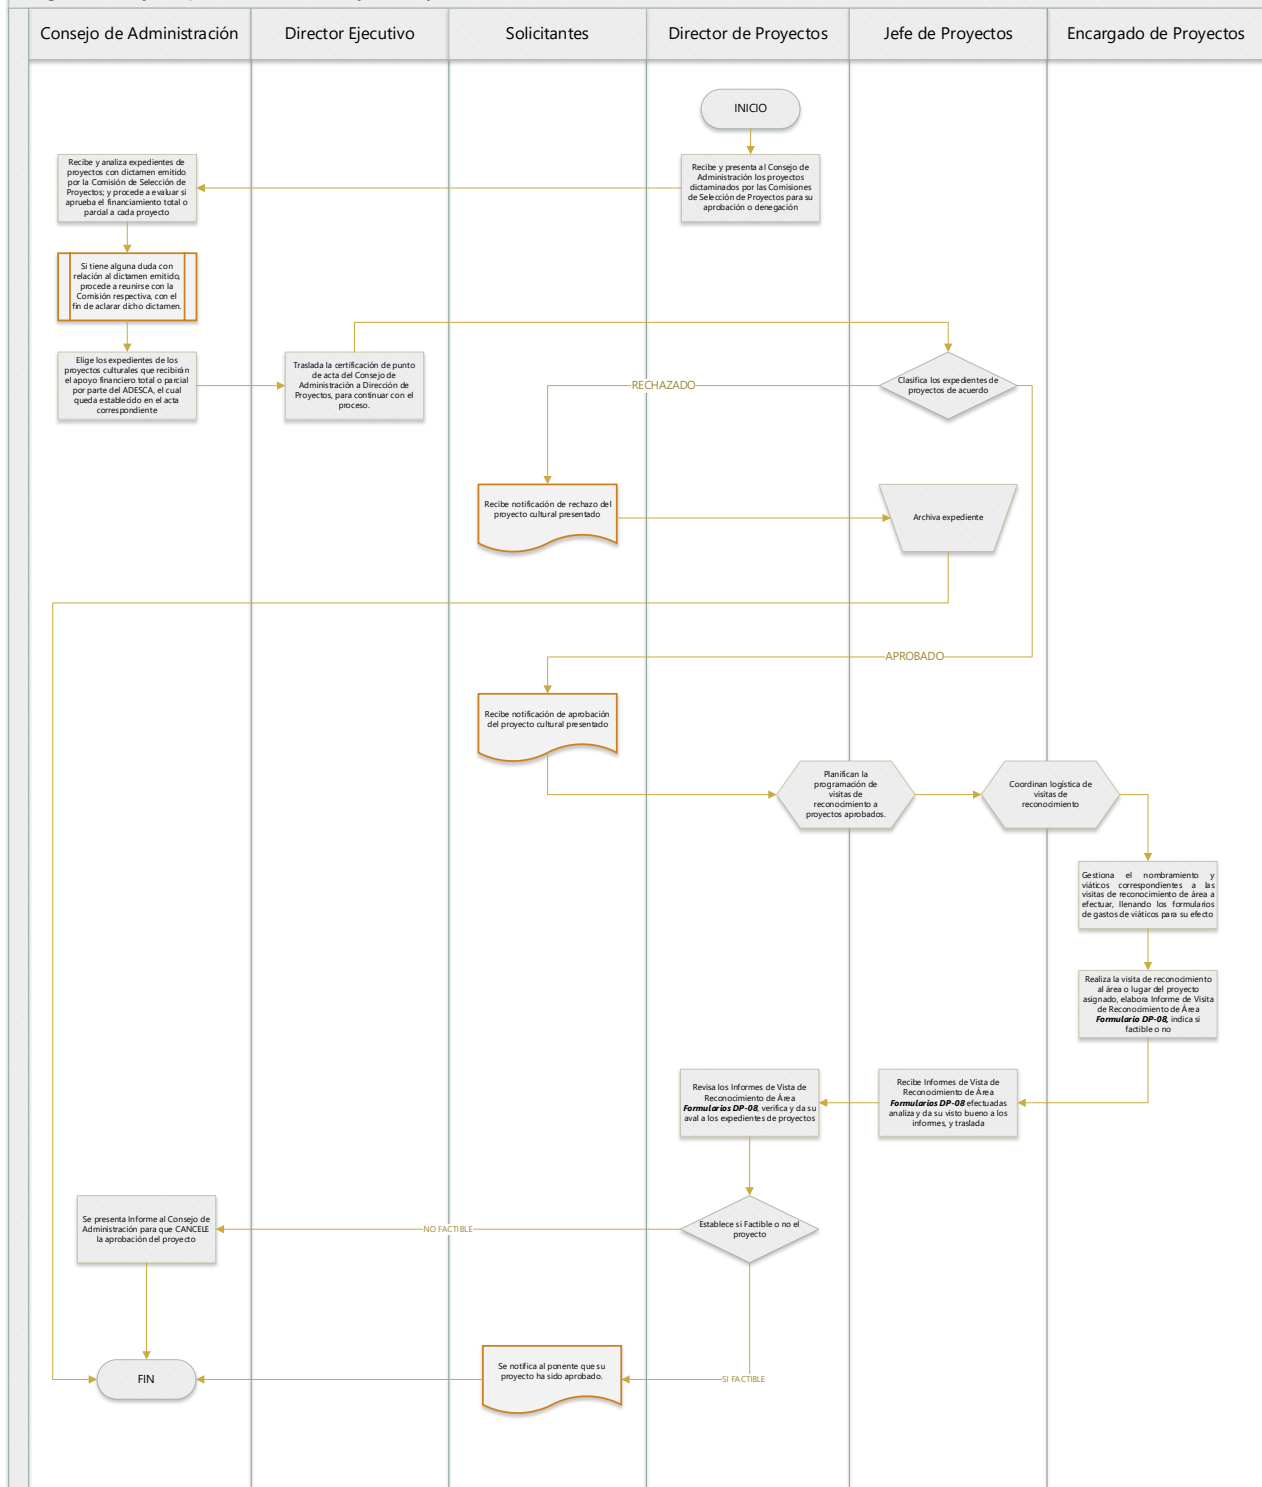 Consejo de Administración
Director Ejecutivo
Solicitantes
Director de Proyectos
Jefe de Proyectos
Encargado de Proyectos
INICIO
Recibe y presenta al Consejo de
Administración los proyectos
dictaminados por las Comisiones
de Selección de Proyectos para su
aprobación o denegación
Recibe y analiza expedientes de
proyectos con dictamen emitido
por la Comisión de Selección de
Proyectos; y procede a evaluar si
aprueba el financiamiento total o
parcial a cada proyecto
Si tiene alguna duda con
relación al dictamen emitido,
procede a reunirse con la
Comisión respectiva, con el
fin de aclarar dicho dictamen.
Elige los expedientes de los
proyectos culturales que recibirán
el apoyo financiero total o parcial
por parte del ADESCA, el cual
queda establecido en el acta
correspondiente
Traslada la certificación de punto
de acta del Consejo de
Administración a Dirección de
Proyectos, para continuar con el
proceso.
Clasifica los expedientes de
proyectos de acuerdo
RECHAZADO
Recibe notificación de rechazo del
proyecto cultural presentado
Archiva expediente
APROBADO
Recibe notificación de aprobación
del proyecto cultural presentado
Planifican la
programación de
visitas de
reconocimiento a
proyectos aprobados.
Coordinan logística de
visitas de
reconocimiento
Gestiona el nombramiento y
viáticos correspondientes a las
visitas de reconocimiento de área a
efectuar, llenando los formularios
de gastos de viáticos para su efecto
Realiza la visita de reconocimiento
al área o lugar del proyecto
asignado, elabora Informe de Visita
de Reconocimiento de Área
Formulario DP-08, indica si
factible o no
Recibe Informes de Vista de
Reconocimiento de Área
Formularios DP-08 efectuadas
analiza y da su visto bueno a los
informes, y traslada
Revisa los Informes de Vista de
Reconocimiento de Área
Formularios DP-08, verifica y da su
aval a los expedientes de proyectos
Establece si Factible o no el
proyecto
NO FACTIBLE
Se presenta Informe al Consejo de
Administración para que CANCELE
la aprobación del proyecto
SI FACTIBLE
Se notifica al ponente que su
proyecto ha sido aprobado.
FIN